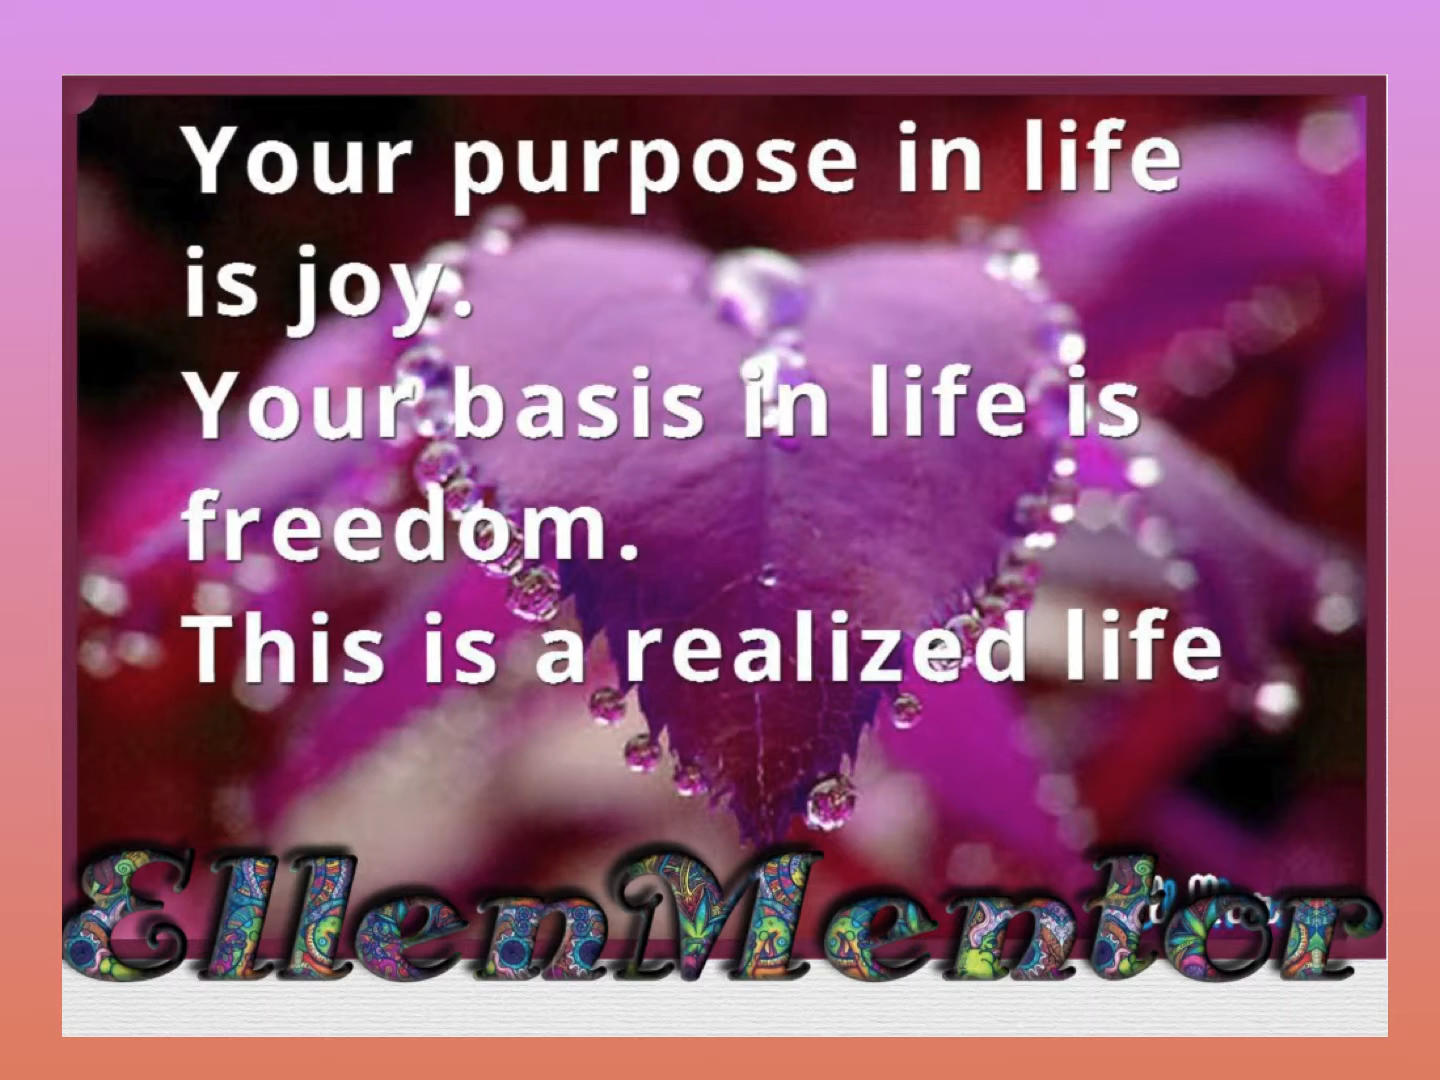 Your purpose in life
is joy.
Your basis in life is
freedom.
This is a realized life
EllenMentor